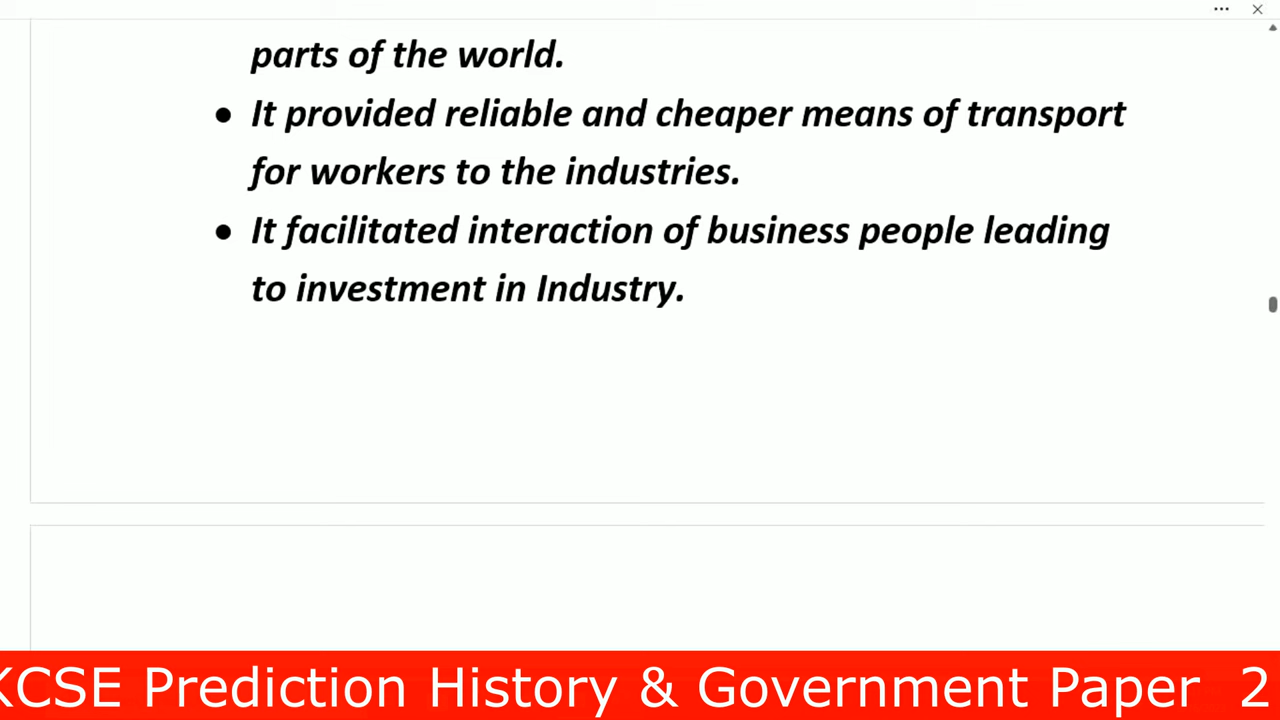 parts of the world.
● It provided reliable and cheaper means of transport
for workers to the industries.
● It facilitated interaction of business people leading
to investment in Industry.
KCSE Prediction History & Government Paper 2